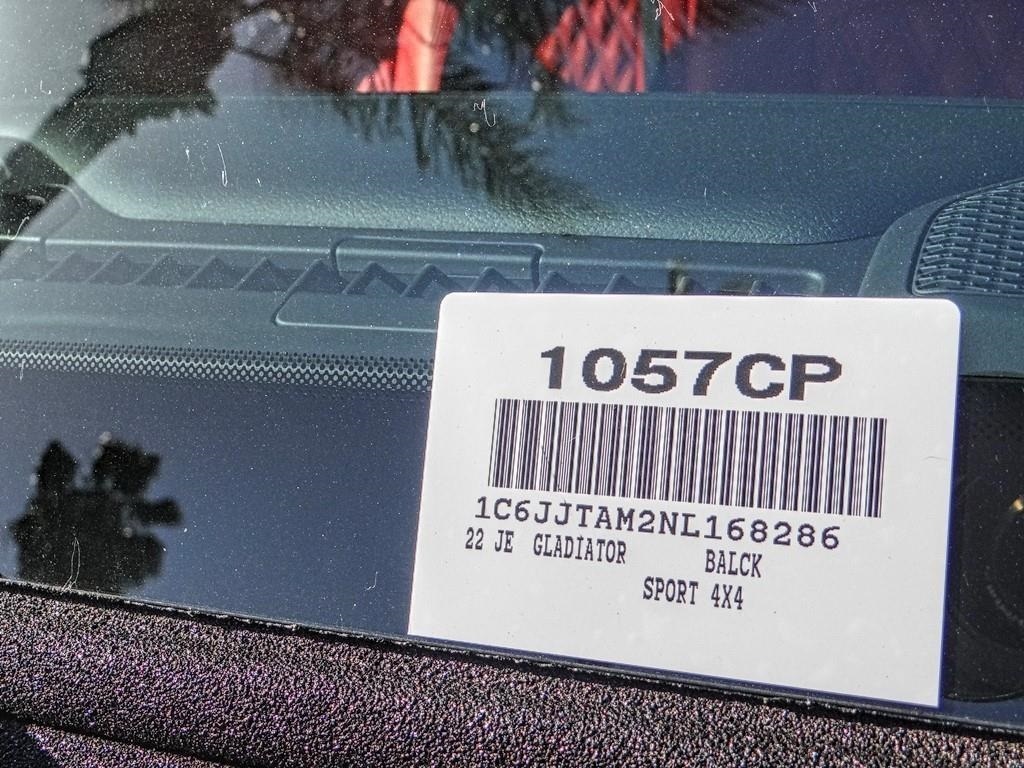 1057CP
1C6JJTAM2NL168286
22 JE GLADIATOR BALCK
SPORT 4X4